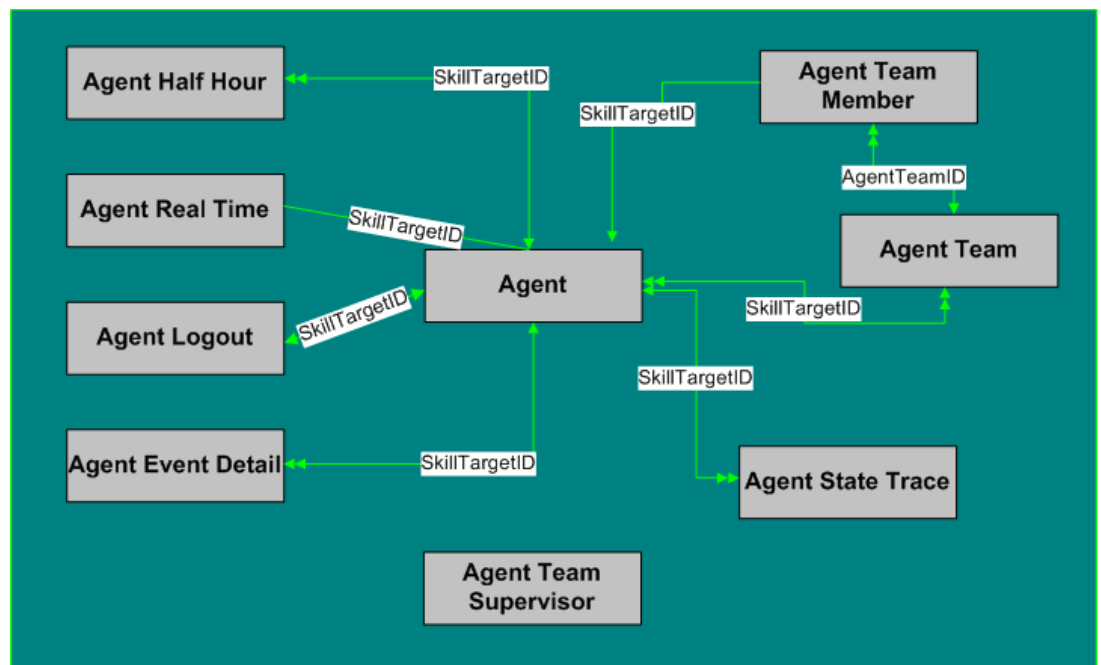 Agent Half Hour
SkillTargetID
Agent Team
Member
SkillTargetID
AgentTeamID
Agent Real Time
SkillTargetID
Agent Team
Agent
SkillTargetID
Agent Logout
SkillTargetID
SkillTargetID
Agent Event Detail
SkillTargetID
Agent State Trace
Agent Team
Supervisor